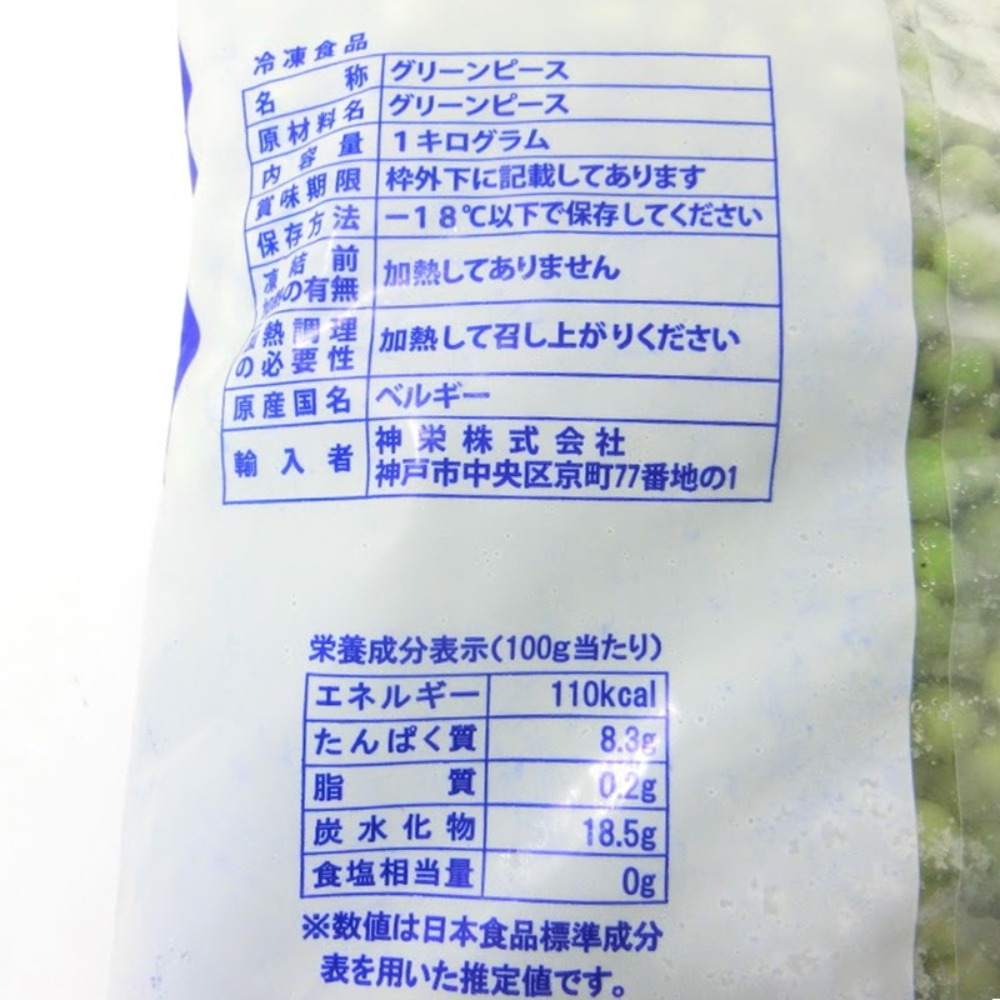 冷凍食品
名称 グリーンピース
原材料名 グリーンピース
内容量 1キログラム
賞味期限 枠外下に記載してあります
保存方法 −18℃以下で保存してください
凍結前
の有無 加熱してありません
熱調理
の必要性 加熱して召し上がりください
原産国名 ベルギー
輸入者 神栄株式会社
神戸市中央区京町77番地の1
栄養成分表示(100g当たり)
エネルギー 110kcal
たんぱく質 8.3g
脂質 0.2g
炭水化物 18.5g
食塩相当量 0g
※数値は日本食品標準成分
表を用いた推定値です。